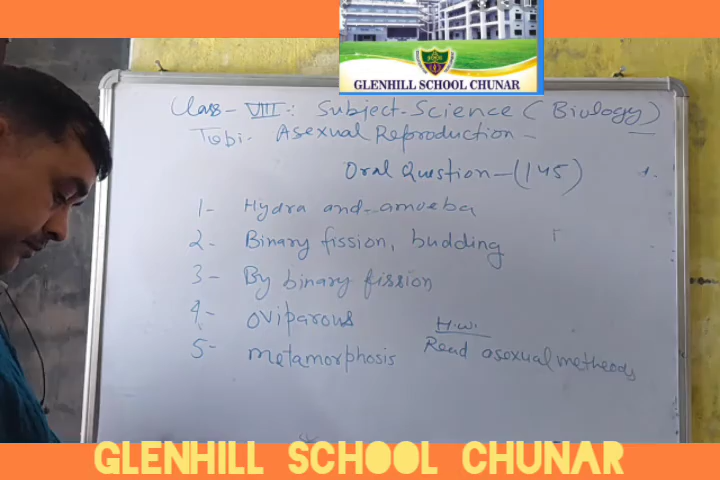 GLENHILL SCHOOL CHUNAR
Class - VIII : Subject - Science ( Biology )
Tobi - Asexual Reproduction -
Oral Question - (145)
1- Hydra and amoeba
2- Binary fission, budding
3- By binary fission
4- oviparous
5- metamorphosis
H.W.
Read asexual metheods
GLENHILL SCHOOL CHUNAR